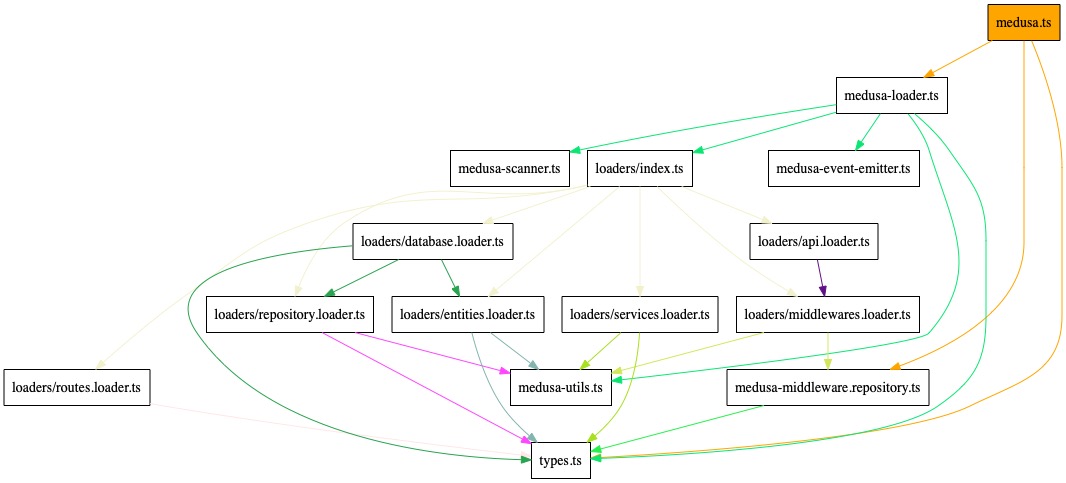 medusa.ts
medusa-loader.ts
medusa-scanner.ts
loaders/index.ts
medusa-event-emitter.ts
loaders/database.loader.ts
loaders/api.loader.ts
loaders/repository.loader.ts
loaders/entities.loader.ts
loaders/services.loader.ts
loaders/middlewares.loader.ts
loaders/routes.loader.ts
medusa-utils.ts
medusa-middleware.repository.ts
types.ts